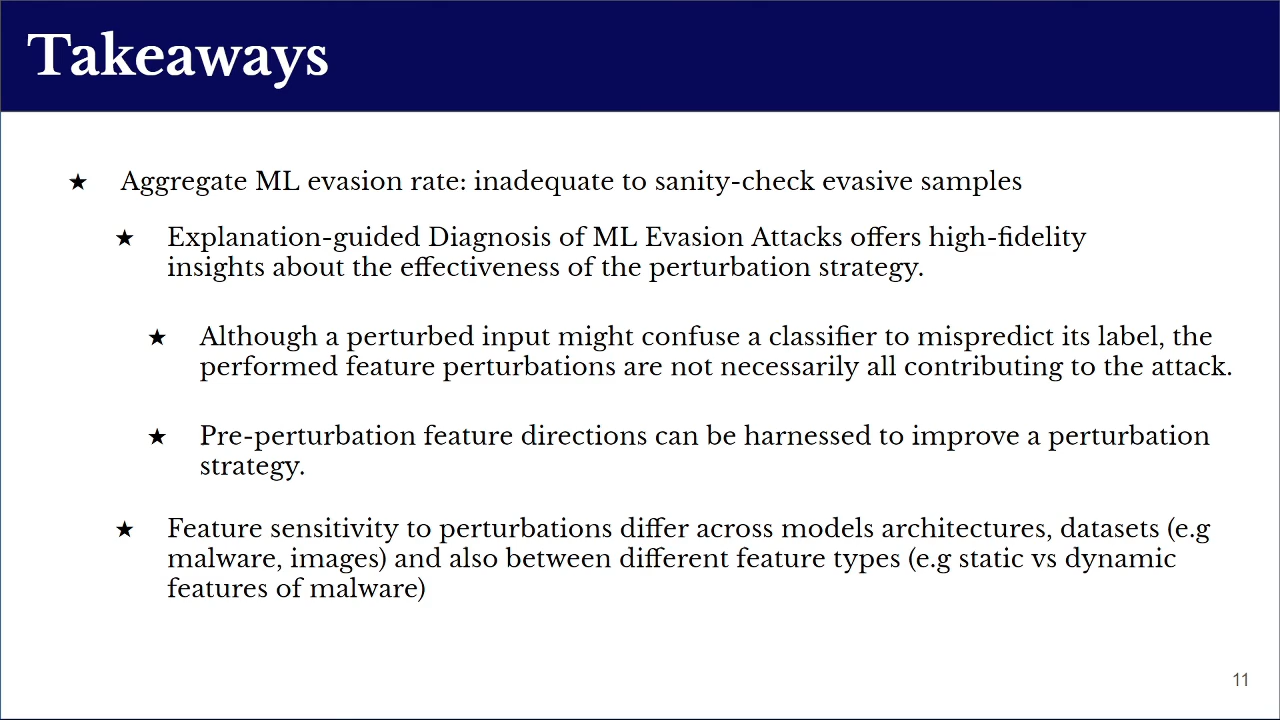 Takeaways
★ Aggregate ML evasion rate: inadequate to sanity-check evasive samples
★ Explanation-guided Diagnosis of ML Evasion Attacks offers high-fidelity
insights about the effectiveness of the perturbation strategy.
★ Although a perturbed input might confuse a classifier to mispredict its label, the
performed feature perturbations are not necessarily all contributing to the attack.
★ Pre-perturbation feature directions can be harnessed to improve a perturbation
strategy.
★ Feature sensitivity to perturbations differ across models architectures, datasets (e.g
malware, images) and also between different feature types (e.g static vs dynamic
features of malware)
11